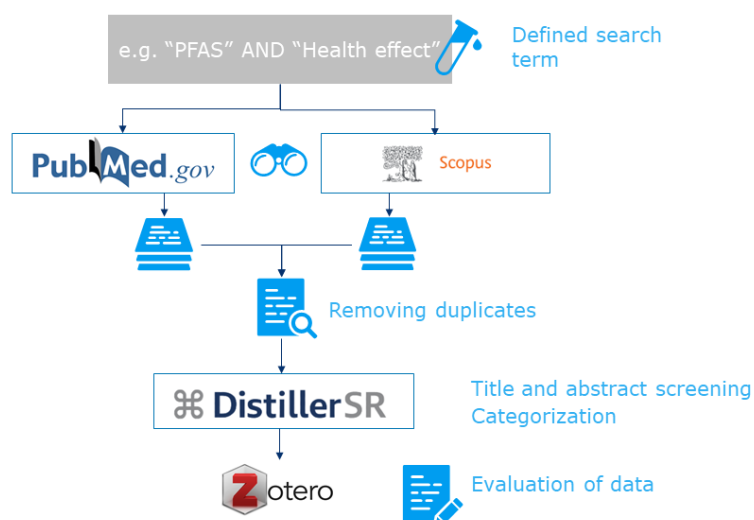 e.g. “PFAS” AND “Health effect”
Defined search
term
PubMed.gov
Scopus
Removing duplicates
DistillerSR
Title and abstract screening
Categorization
Zotero
Evaluation of data